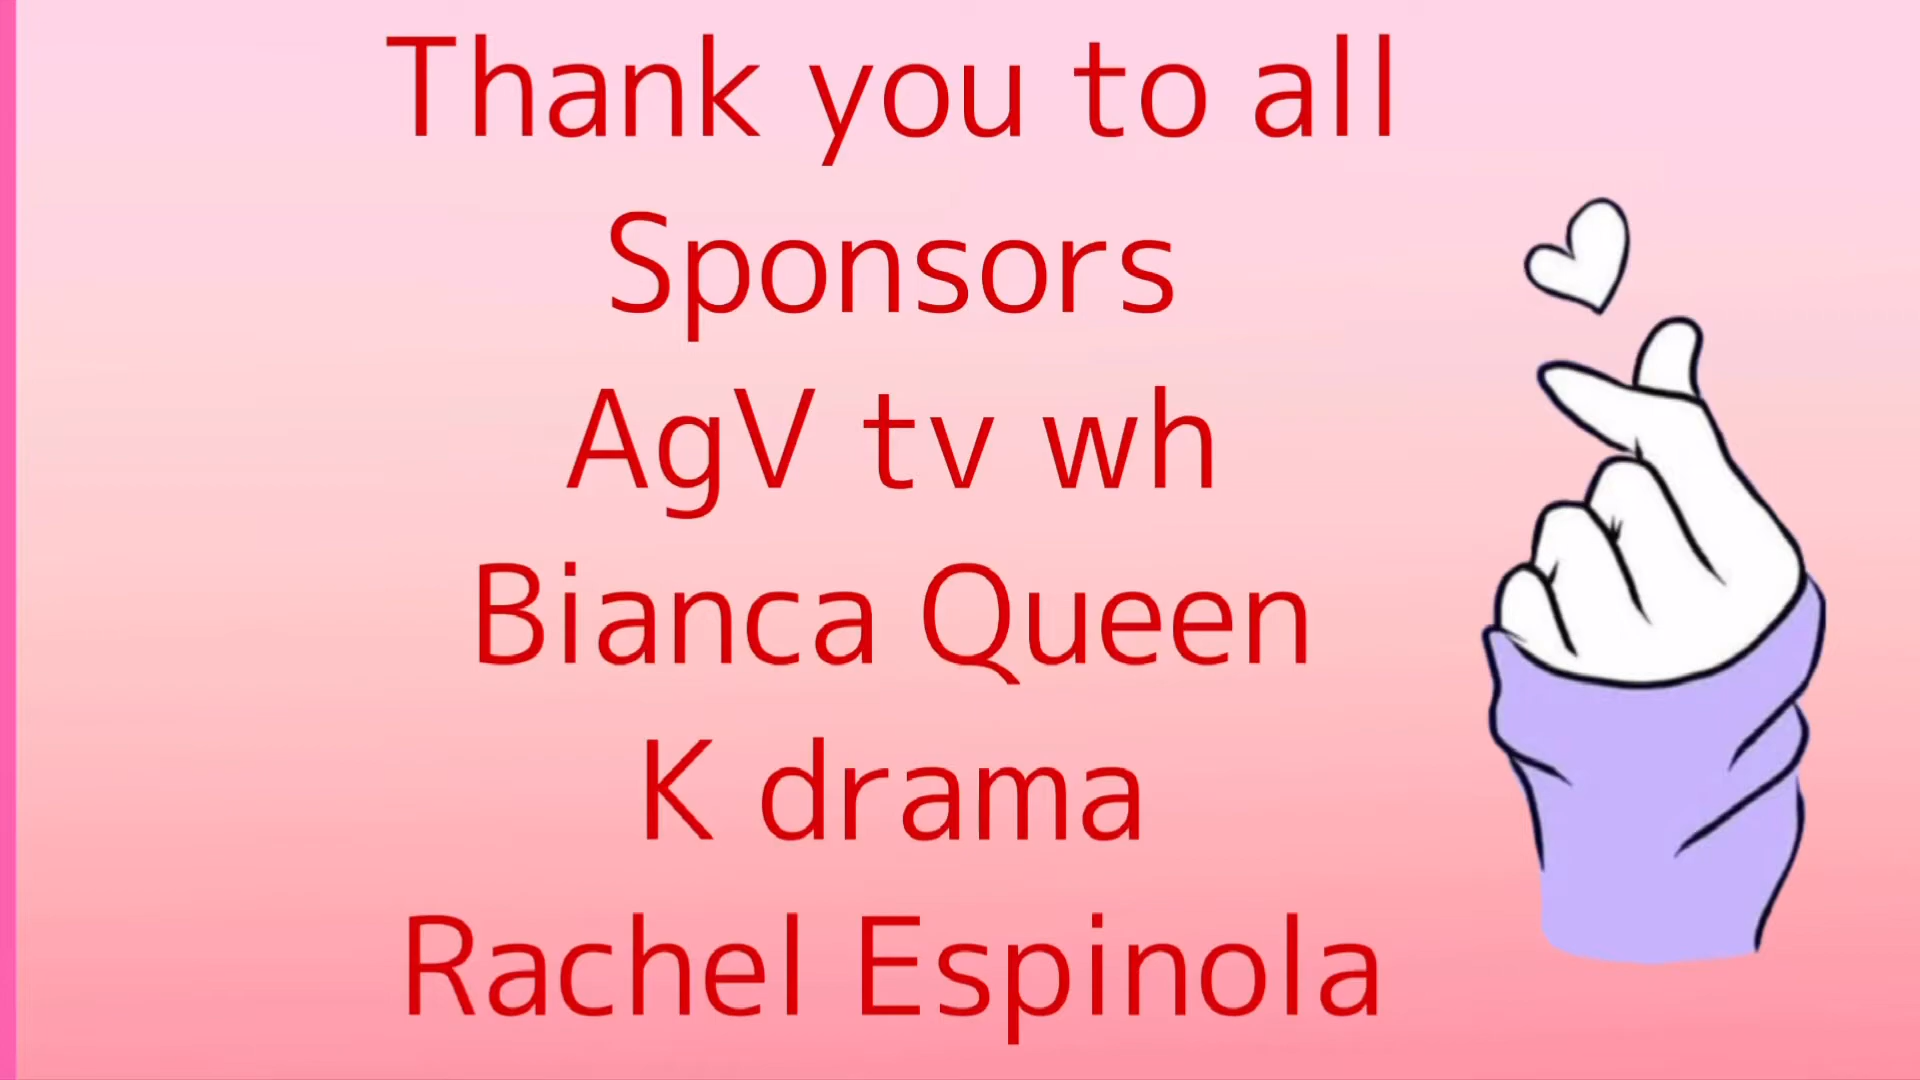 Thank you to all
Sponsors
AgV tv wh
Bianca Queen
K drama
Rachel Espinola